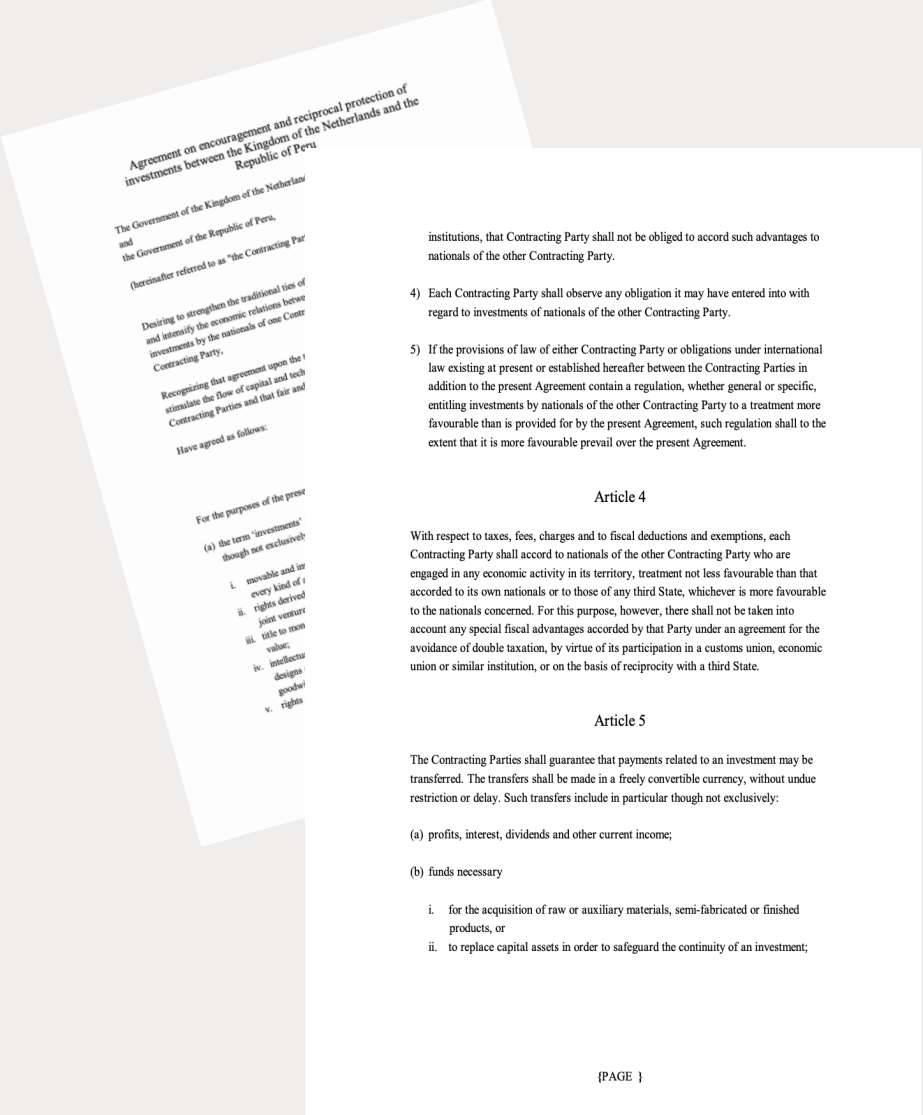 Agreement on encouragement and reciprocal protection of
investments between the Kingdom of the Netherlands and the
Republic of Peru
The Government of the Kingdom of the
and
the Government of the Republic of Peru,
(hereinafter referred to as "the Contracting
Desiring to strengthen the traditional ties of
and intensify the economic relations
investments by the nationals of one
Contracting Party,
Recognizing that agreement upon the
stimulate the flow of capital and
Contracting Parties and that fair and
Have agreed as follows:
For the purposes of the
(a) the term 'investments'
though not
i. movable and
every kind of
ii. rights derived
joint
iii. title to
value;
iv.
designs
v. rights
institutions, that Contracting Party shall not be obliged to accord such advantages to
nationals of the other Contracting Party.
4) Each Contracting Party shall observe any obligation it may have entered into with
regard to investments of nationals of the other Contracting Party.
5) If the provisions of law of either Contracting Party or obligations under international
law existing at present or established hereafter between the Contracting Parties in
addition to the present Agreement contain a regulation, whether general or specific,
entitling investments by nationals of the other Contracting Party to a treatment more
favourable than is provided for by the present Agreement, such regulation shall to the
extent that it is more favourable prevail over the present Agreement.
Article 4
With respect to taxes, fees, charges and to fiscal deductions and exemptions, each
Contracting Party shall accord to nationals of the other Contracting Party who are
engaged in any economic activity in its territory, treatment not less favourable than that
accorded to its own nationals or to those of any third State, whichever is more favourable
to the nationals concerned. For this purpose, however, there shall not be taken into
account any special fiscal advantages accorded by that Party under an agreement for the
avoidance of double taxation, by virtue of its participation in a customs union, economic
union or similar institution, or on the basis of reciprocity with a third State.
Article 5
The Contracting Parties shall guarantee that payments related to an investment may be
transferred. The transfers shall be made in a freely convertible currency, without undue
restriction or delay. Such transfers include in particular though not exclusively:
(a) profits, interest, dividends and other current income;
(b) funds necessary
i. for the acquisition of raw or auxiliary materials, semi-fabricated or finished
products, or
ii. to replace capital assets in order to safeguard the continuity of an investment;
{PAGE }